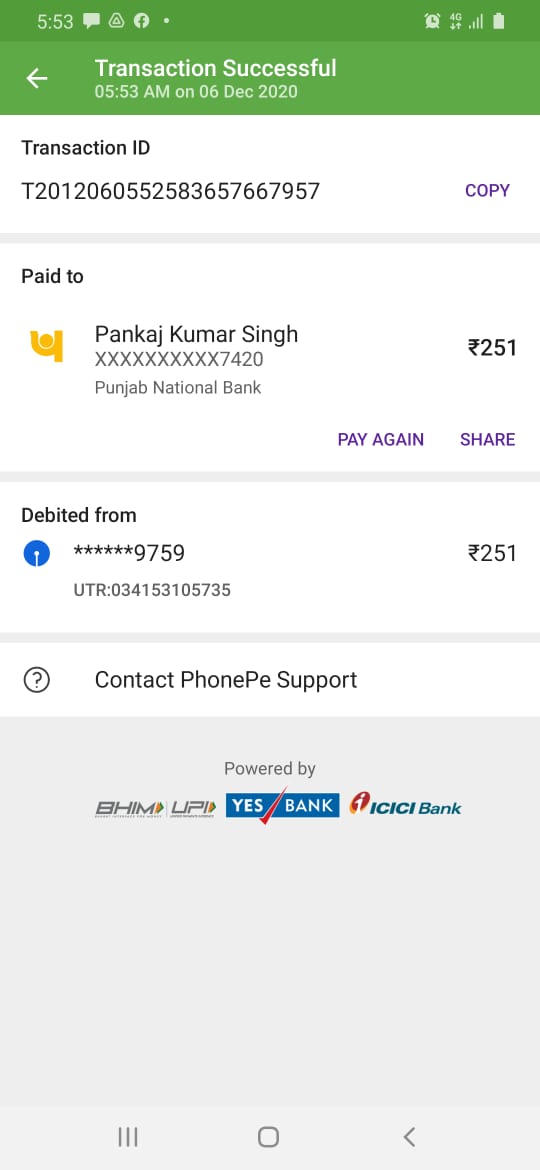 5:53
4G
Transaction Successful
05:53 AM on 06 Dec 2020
Transaction ID
T2012060552583657667957
COPY
Paid to
Pankaj Kumar Singh
₹251
XXXXXXXXXX7420
Punjab National Bank
PAY AGAIN
SHARE
Debited from
******9759
₹251
UTR:034153105735
Contact PhonePe Support
Powered by
BHIM UPI YES BANK ICICI Bank